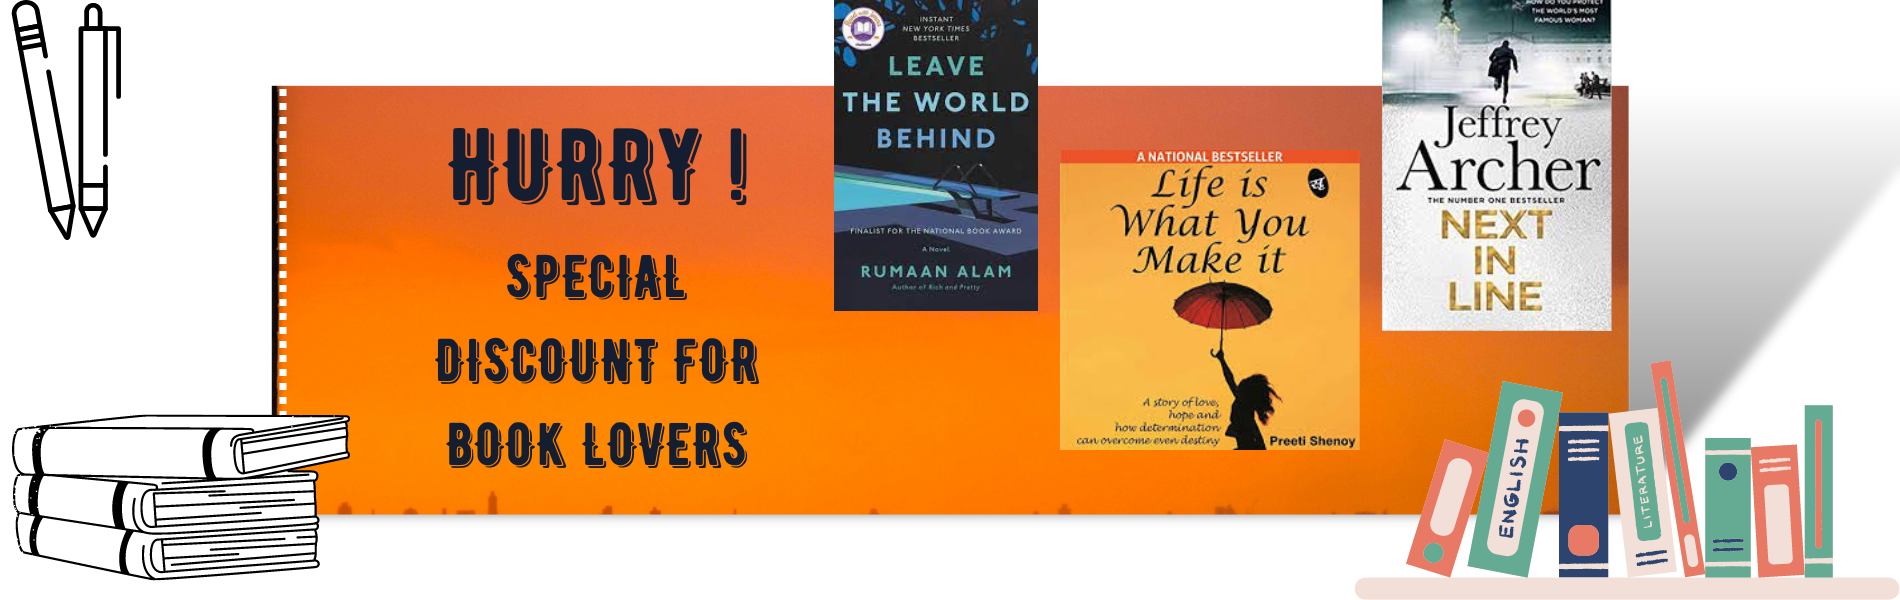 HURRY !
SPECIAL
DISCOUNT FOR
BOOK LOVERS
INSTANT
NEW YORK TIMES
BESTSELLER
LEAVE
THE WORLD
BEHIND
FINALIST FOR THE NATIONAL BOOK AWARD
A Novel
RUMAAN ALAM
Author of Rich and Pretty
A NATIONAL BESTSELLER
Life is
What You
Make it
A story of love,
hope and
how determination
can overcome even destiny
Preeti Shenoy
HOW DO YOU PROTECT
THE WORLD'S MOST
FAMOUS WOMAN?
Jeffrey
Archer
THE NUMBER ONE BESTSELLER
NEXT
IN
LINE
ENGLISH
LITERATURE